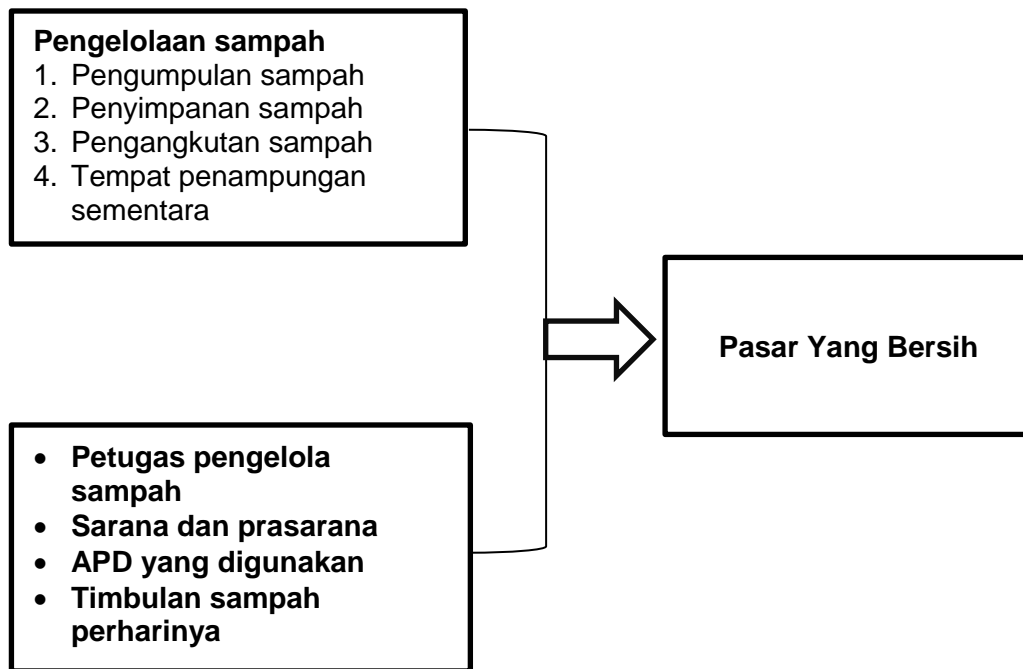 Pengelolaan sampah
1. Pengumpulan sampah
2. Penyimpanan sampah
3. Pengangkutan sampah
4. Tempat penampungan
sementara
Pasar Yang Bersih
• Petugas pengelola
sampah
• Sarana dan prasarana
• APD yang digunakan
• Timbulan sampah
perharinya